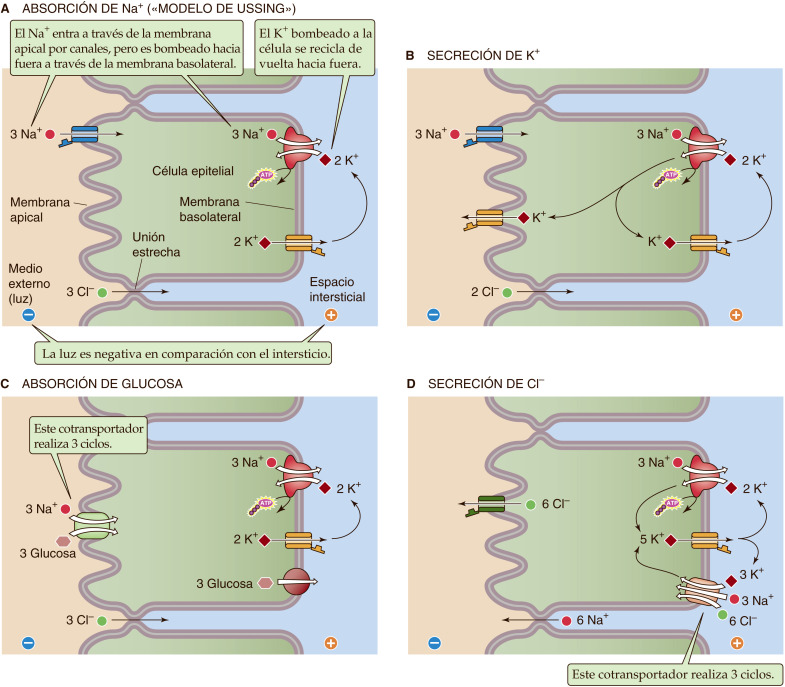 A ABSORCIÓN DE Na⁺ («MODELO DE USSING»)
El Na⁺ entra a través de la membrana
apical por canales, pero es bombeado hacia
fuera a través de la membrana basolateral.
El K⁺ bombeado a la
célula se recicla de
vuelta hacia fuera.
3 Na⁺
3 Na⁺
2 K⁺
ATP
Célula epitelial
Membrana
apical
Membrana
basolateral
2 K⁺
Unión
estrecha
Medio
externo
(luz)
3 Cl⁻
Espacio
intersticial
−
+
La luz es negativa en comparación con el intersticio.
B SECRECIÓN DE K⁺
3 Na⁺
3 Na⁺
2 K⁺
ATP
K⁺
K⁺
2 Cl⁻
−
+
C ABSORCIÓN DE GLUCOSA
Este cotransportador
realiza 3 ciclos.
3 Na⁺
2 K⁺
ATP
3 Na⁺
3 Glucosa
2 K⁺
3 Glucosa
3 Cl⁻
−
+
D SECRECIÓN DE Cl⁻
3 Na⁺
2 K⁺
ATP
6 Cl⁻
5 K⁺
3 K⁺
3 Na⁺
6 Cl⁻
6 Na⁺
−
+
Este cotransportador realiza 3 ciclos.